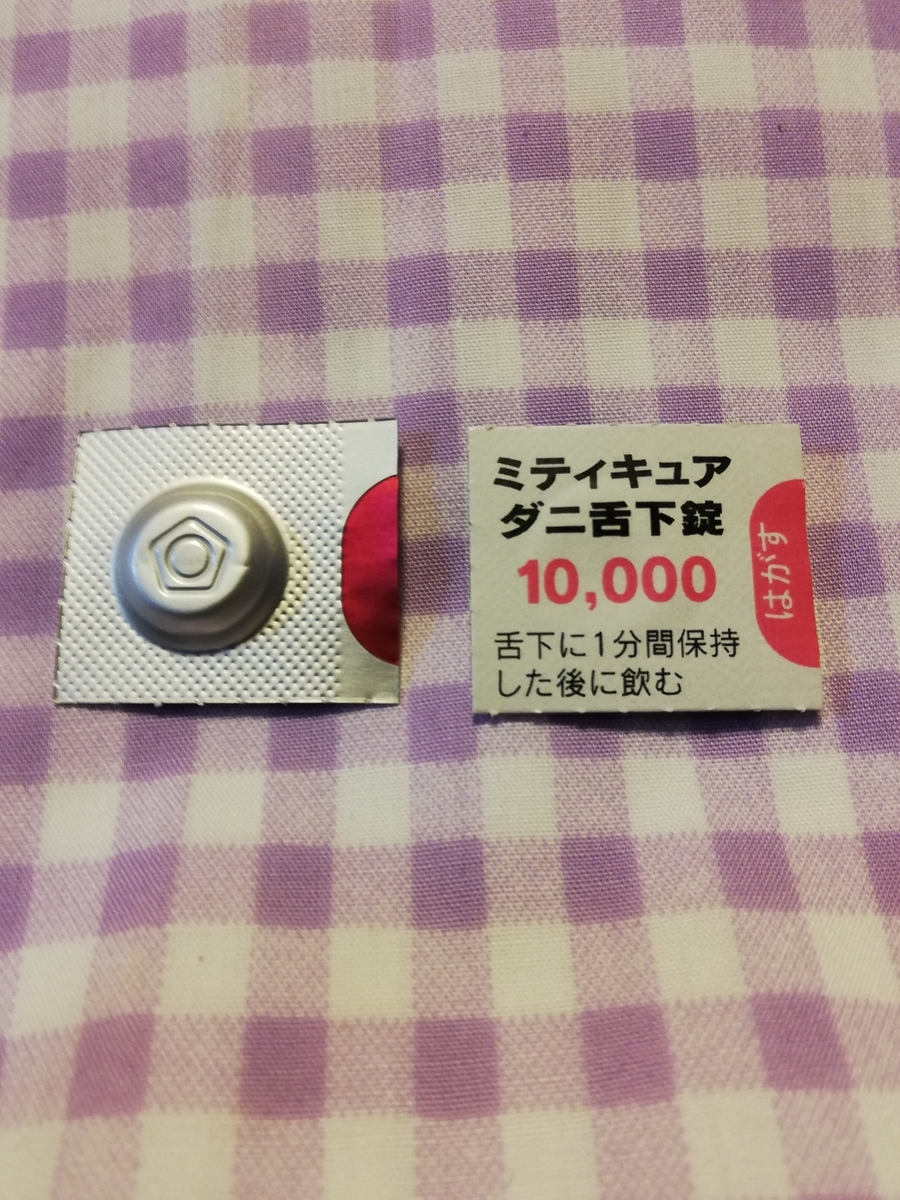 ミティキュア
ダニ舌下錠
10,000
舌下に1分間保持
した後に飲む
はがす